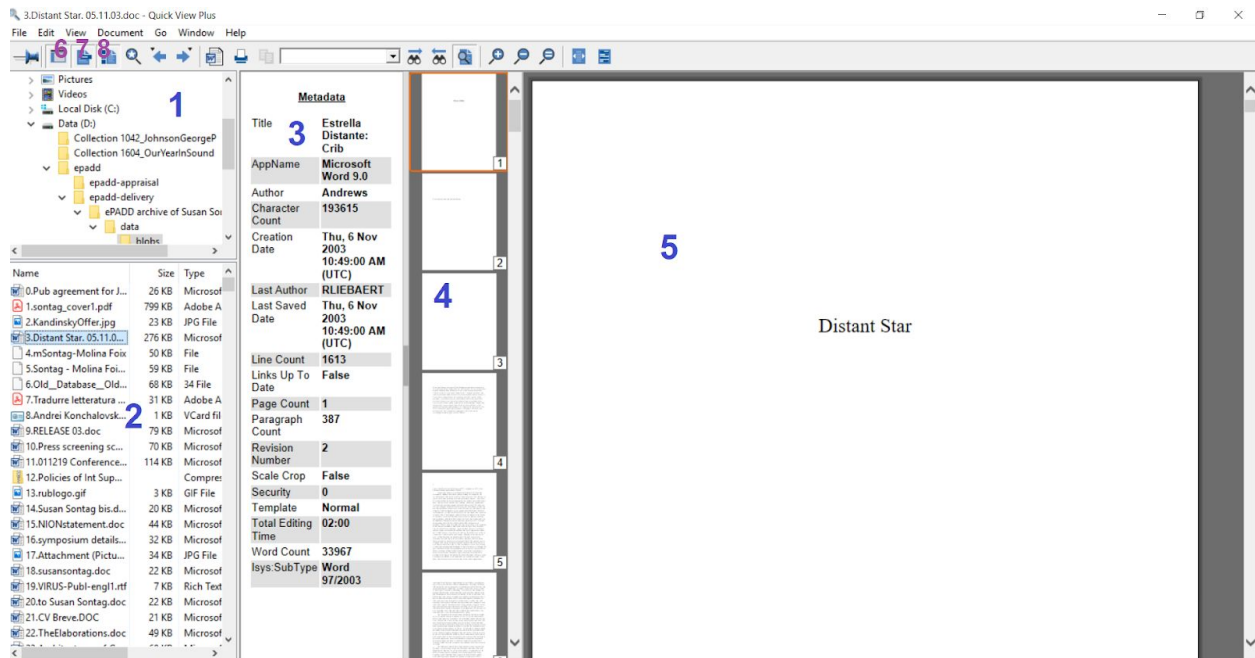 3.Distant Star. 05.11.03.doc - Quick View Plus
File Edit View Document Go Window Help
6 7 8
Pictures
Videos
Local Disk (C:)
Data (D:)
Collection 1042_JohnsonGeorgeP
Collection 1604_OurYearInSound
epadd
epadd-appraisal
epadd-delivery
ePADD archive of Susan So
data
blobs
1
Name Size Type
0.Pub agreement for J... 26 KB Microsof
1.sontag_cover1.pdf 799 KB Adobe A
2.KandinskyOffer.jpg 23 KB JPG File
3.Distant Star. 05.11.0... 276 KB Microsof
4.mSontag-Molina Foix 50 KB File
5.Sontag - Molina Foi... 59 KB File
6.Old_Database_Old... 68 KB 34 File
7.Tradurre letteratura ... 31 KB Adobe A
8.Andrei Konchalovsk... 1 KB VCard fil
9.RELEASE 03.doc 79 KB Microsof
10.Press screening sc... 70 KB Microsof
11.011219 Conference... 114 KB Microsof
12.Policies of Int Sup... Compres
13.rublogo.gif 3 KB GIF File
14.Susan Sontag bis.d... 20 KB Microsof
15.NIONstatement.doc 44 KB Microsof
16.symposium details... 32 KB Microsof
17.Attachment (Pictu... 34 KB JPG File
18.susansontag.doc 22 KB Microsof
19.VIRUS-Publ-engl1.rtf 7 KB Rich Text
20.to Susan Sontag.doc 22 KB Microsof
21.CV Breve.DOC 21 KB Microsof
22.TheElaborations.doc 49 KB Microsof
2
Metadata
3
Title Estrella
Distante:
Crib
AppName Microsoft
Word 9.0
Author Andrews
Character 193615
Count
Creation Thu, 6 Nov
Date 2003
10:49:00 AM
(UTC)
Last Author RLIEBAERT
Last Saved Thu, 6 Nov
Date 2003
10:49:00 AM
(UTC)
Line Count 1613
Links Up To False
Date
Page Count 1
Paragraph 387
Count
Revision 2
Number
Scale Crop False
Security 0
Template Normal
Total Editing 02:00
Time
Word Count 33967
Isys:SubType Word
97/2003
1
2
4
3
4
5
5
Distant Star